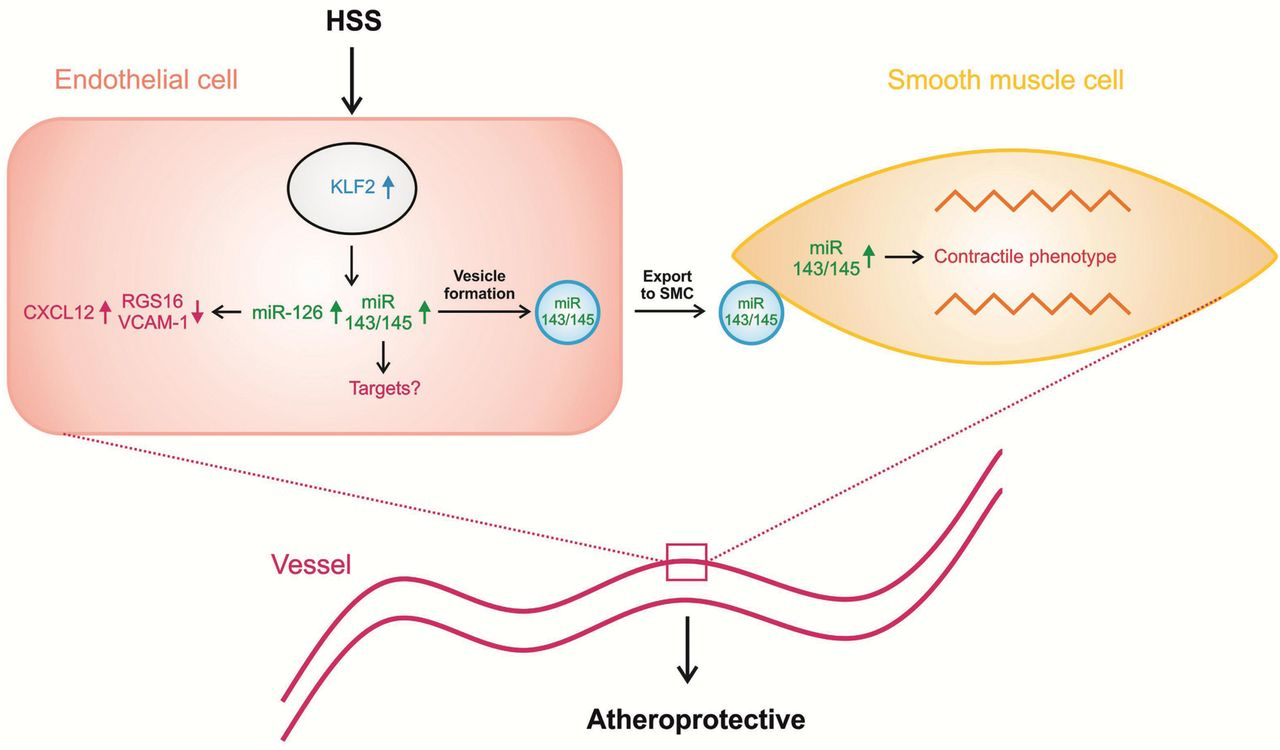 HSS
Endothelial cell
Smooth muscle cell
KLF2
CXCL12
RGS16
VCAM-1
miR-126
miR
143/145
Vesicle
formation
miR
143/145
Export
to SMC
miR
143/145
miR
143/145
Contractile phenotype
Targets?
Vessel
Atheroprotective